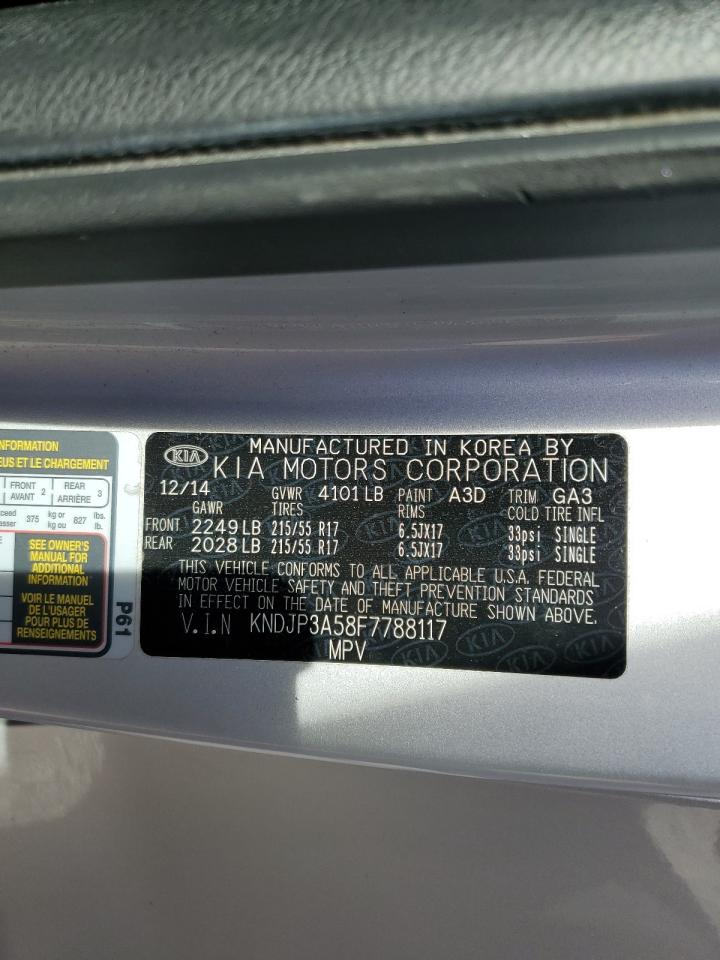 NFORMATION
EUS ET LE CHARGEMENT
FRONT 2 REAR 3
AVANT ARRIÈRE
375 kg or 827 lbs.
kg ou lb.
SEE OWNER'S
MANUAL FOR
ADDITIONAL
INFORMATION
VOIR LE MANUEL
DE L'USAGER
POUR PLUS DE
RENSEIGNEMENTS
P61
KIA
MANUFACTURED IN KOREA BY
KIA MOTORS CORPORATION
12/14 GVWR 4101 LB PAINT A3D TRIM GA3
GAWR TIRES RIMS COLD TIRE INFL
FRONT 2249 LB 215/55 R17 6.5JX17 33psi SINGLE
REAR 2028 LB 215/55 R17 6.5JX17 33psi SINGLE
THIS VEHICLE CONFORMS TO ALL APPLICABLE U.S.A. FEDERAL
MOTOR VEHICLE SAFETY AND THEFT PREVENTION STANDARDS
IN EFFECT ON THE DATE OF MANUFACTURE SHOWN ABOVE.
V.I.N KNDJP3A58F7788117
MPV